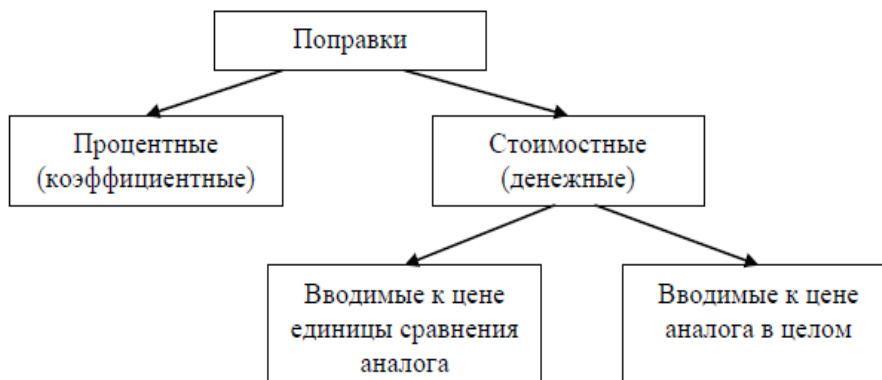 Поправки
Процентные
(коэффициентные)
Стоимостные
(денежные)
Вводимые к цене
единицы сравнения
аналога
Вводимые к цене
аналога в целом